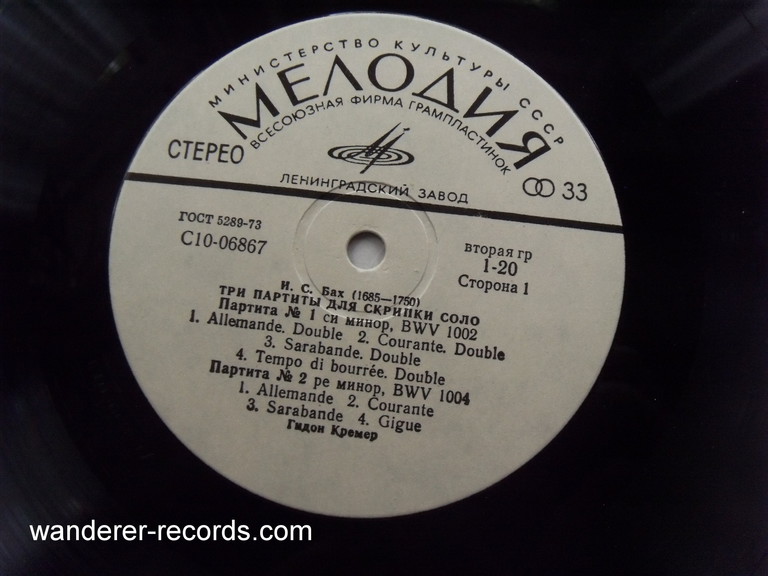 МИНИСТЕРСТВО КУЛЬТУРЫ СССР
МЕЛОДИЯ
ВСЕСОЮЗНАЯ ФИРМА ГРАМПЛАСТИНОК
СТЕРЕО
33
ЛЕНИНГРАДСКИЙ ЗАВОД
ГОСТ 5289-73
С10-06867
вторая гр
1-20
Сторона 1
И. С. Бах (1685—1750)
ТРИ ПАРТИТЫ ДЛЯ СКРИПКИ СОЛО
Партита № 1 си минор, BWV 1002
1. Allemande. Double 2. Courante. Double
3. Sarabande. Double
4. Tempo di bourrée. Double
Партита № 2 ре минор, BWV 1004
1. Allemande 2. Courante
3. Sarabande 4. Gigue
Гидон Кремер
wanderer-records.com